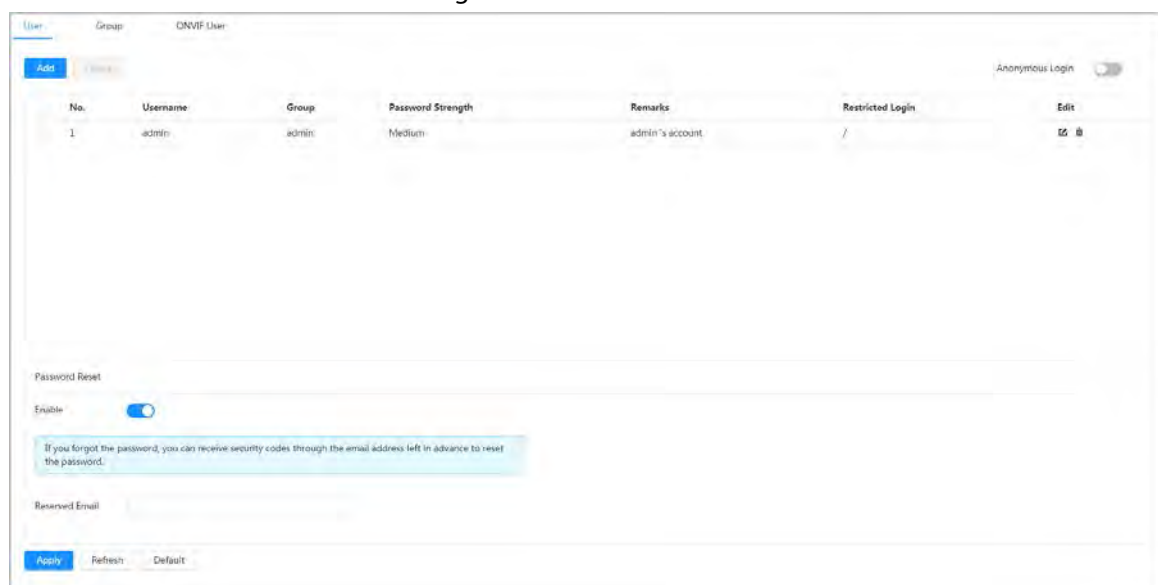 User Group ONVIF User
Add Delete Anonymous Login
No. Username Group Password Strength Remarks Restricted Login Edit
1 admin admin Medium admin 's account /
Password Reset
Enable
If you forgot the password, you can receive security codes through the email address left in advance to reset
the password.
Reserved Email
Apply Refresh Default